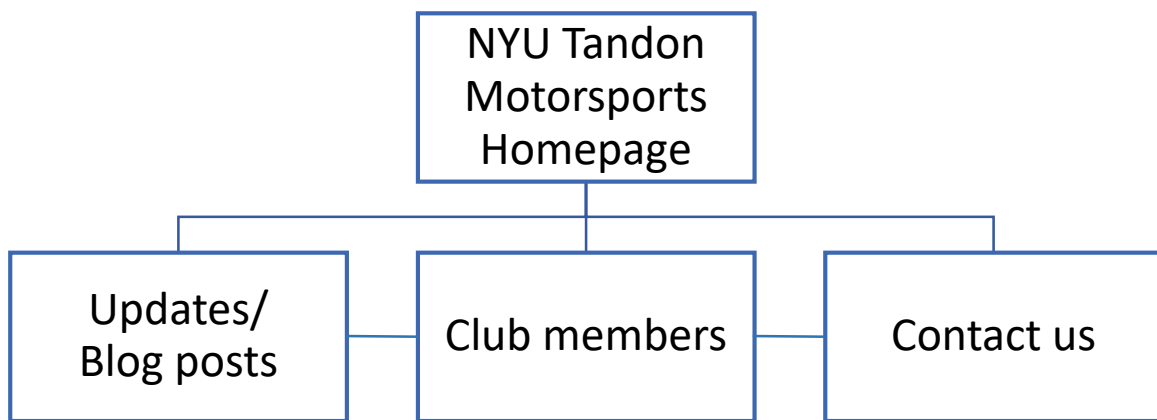 NYU Tandon
Motorsports
Homepage
Updates/
Blog posts
Club members
Contact us